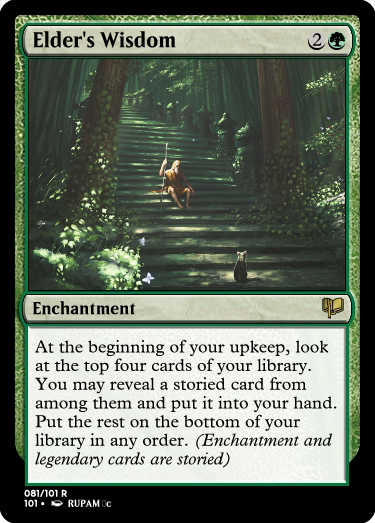 Elder's Wisdom 2
Enchantment
At the beginning of your upkeep, look
at the top four cards of your library.
You may reveal a storied card from
among them and put it into your hand.
Put the rest on the bottom of your
library in any order. (Enchantment and
legendary cards are storied)
081/101 R
101 • RUPAM